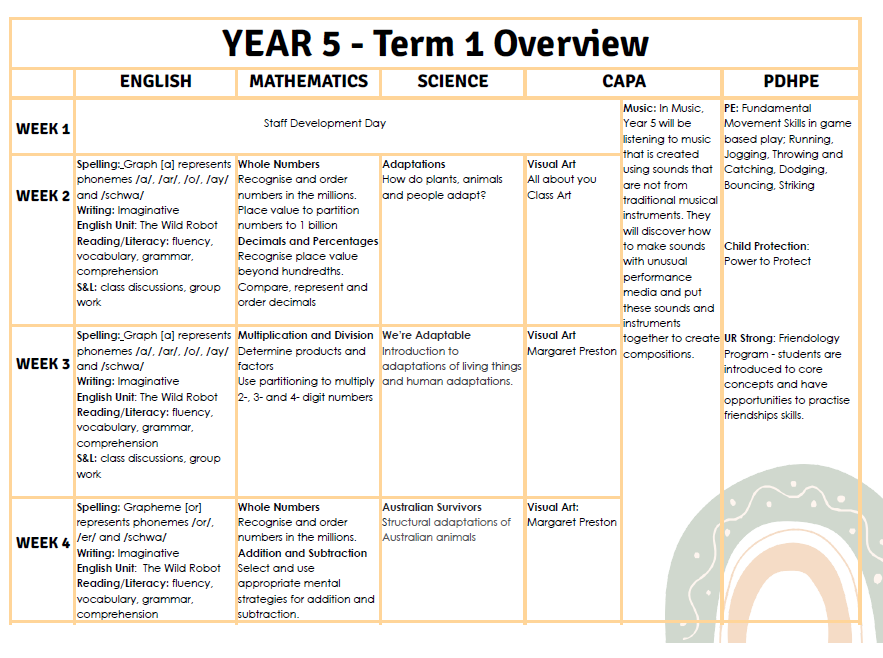 YEAR 5 - Term 1 Overview
ENGLISH
MATHEMATICS
SCIENCE
CAPA
PDHPE
WEEK 1
Staff Development Day
Music: In Music,
Year 5 will be
listening to music
that is created
using sounds that
are not from
traditional musical
instruments. They
will discover how
to make sounds
with unusual
performance
media and put
these sounds and
instruments
together to create
compositions.
PE: Fundamental
Movement Skills in game
based play; Running,
Jogging, Throwing and
Catching, Dodging,
Bouncing, Striking
Child Protection:
Power to Protect
UR Strong: Friendology
Program - students are
introduced to core
concepts and have
opportunities to practise
friendships skills.
WEEK 2
Spelling: Graph [a] represents
phonemes /a/, /ar/, /o/, /ay/
and /schwa/
Writing: Imaginative
English Unit: The Wild Robot
Reading/Literacy: fluency,
vocabulary, grammar,
comprehension
S&L: class discussions, group
work
Whole Numbers
Recognise and order
numbers in the millions.
Place value to partition
numbers to 1 billion
Decimals and Percentages
Recognise place value
beyond hundredths.
Compare, represent and
order decimals
Adaptations
How do plants, animals
and people adapt?
Visual Art
All about you
Class Art
WEEK 3
Spelling: Graph [a] represents
phonemes /a/, /ar/, /o/, /ay/
and /schwa/
Writing: Imaginative
English Unit: The Wild Robot
Reading/Literacy: fluency,
vocabulary, grammar,
comprehension
S&L: class discussions, group
work
Multiplication and Division
Determine products and
factors
Use partitioning to multiply
2-, 3- and 4- digit numbers
We're Adaptable
Introduction to
adaptations of living things
and human adaptations.
Visual Art
Margaret Preston
WEEK 4
Spelling: Grapheme [or]
represents phonemes /or/,
/er/ and /schwa/
Writing: Imaginative
English Unit: The Wild Robot
Reading/Literacy: fluency,
vocabulary, grammar,
comprehension
Whole Numbers
Recognise and order
numbers in the millions.
Addition and Subtraction
Select and use
appropriate mental
strategies for addition and
subtraction.
Australian Survivors
Structural adaptations of
Australian animals
Visual Art:
Margaret Preston